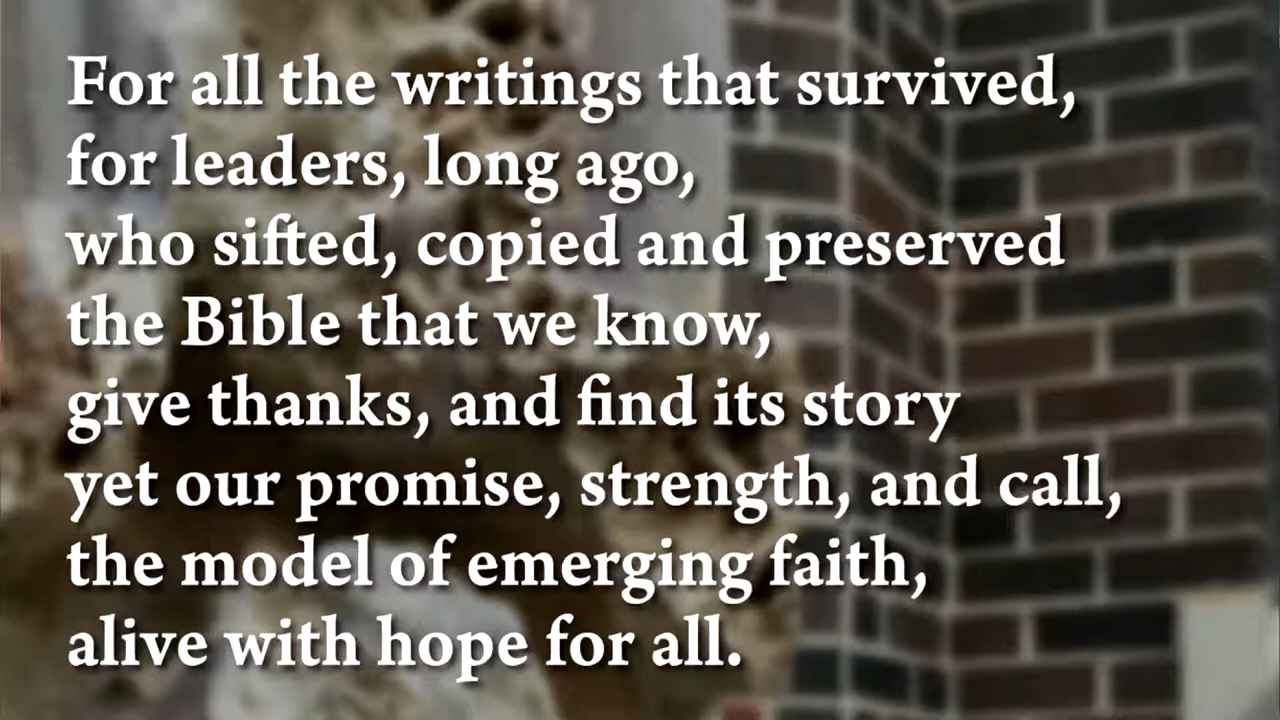 For all the writings that survived,
for leaders, long ago,
who sifted, copied and preserved
the Bible that we know,
give thanks, and find its story
yet our promise, strength, and call,
the model of emerging faith,
alive with hope for all.